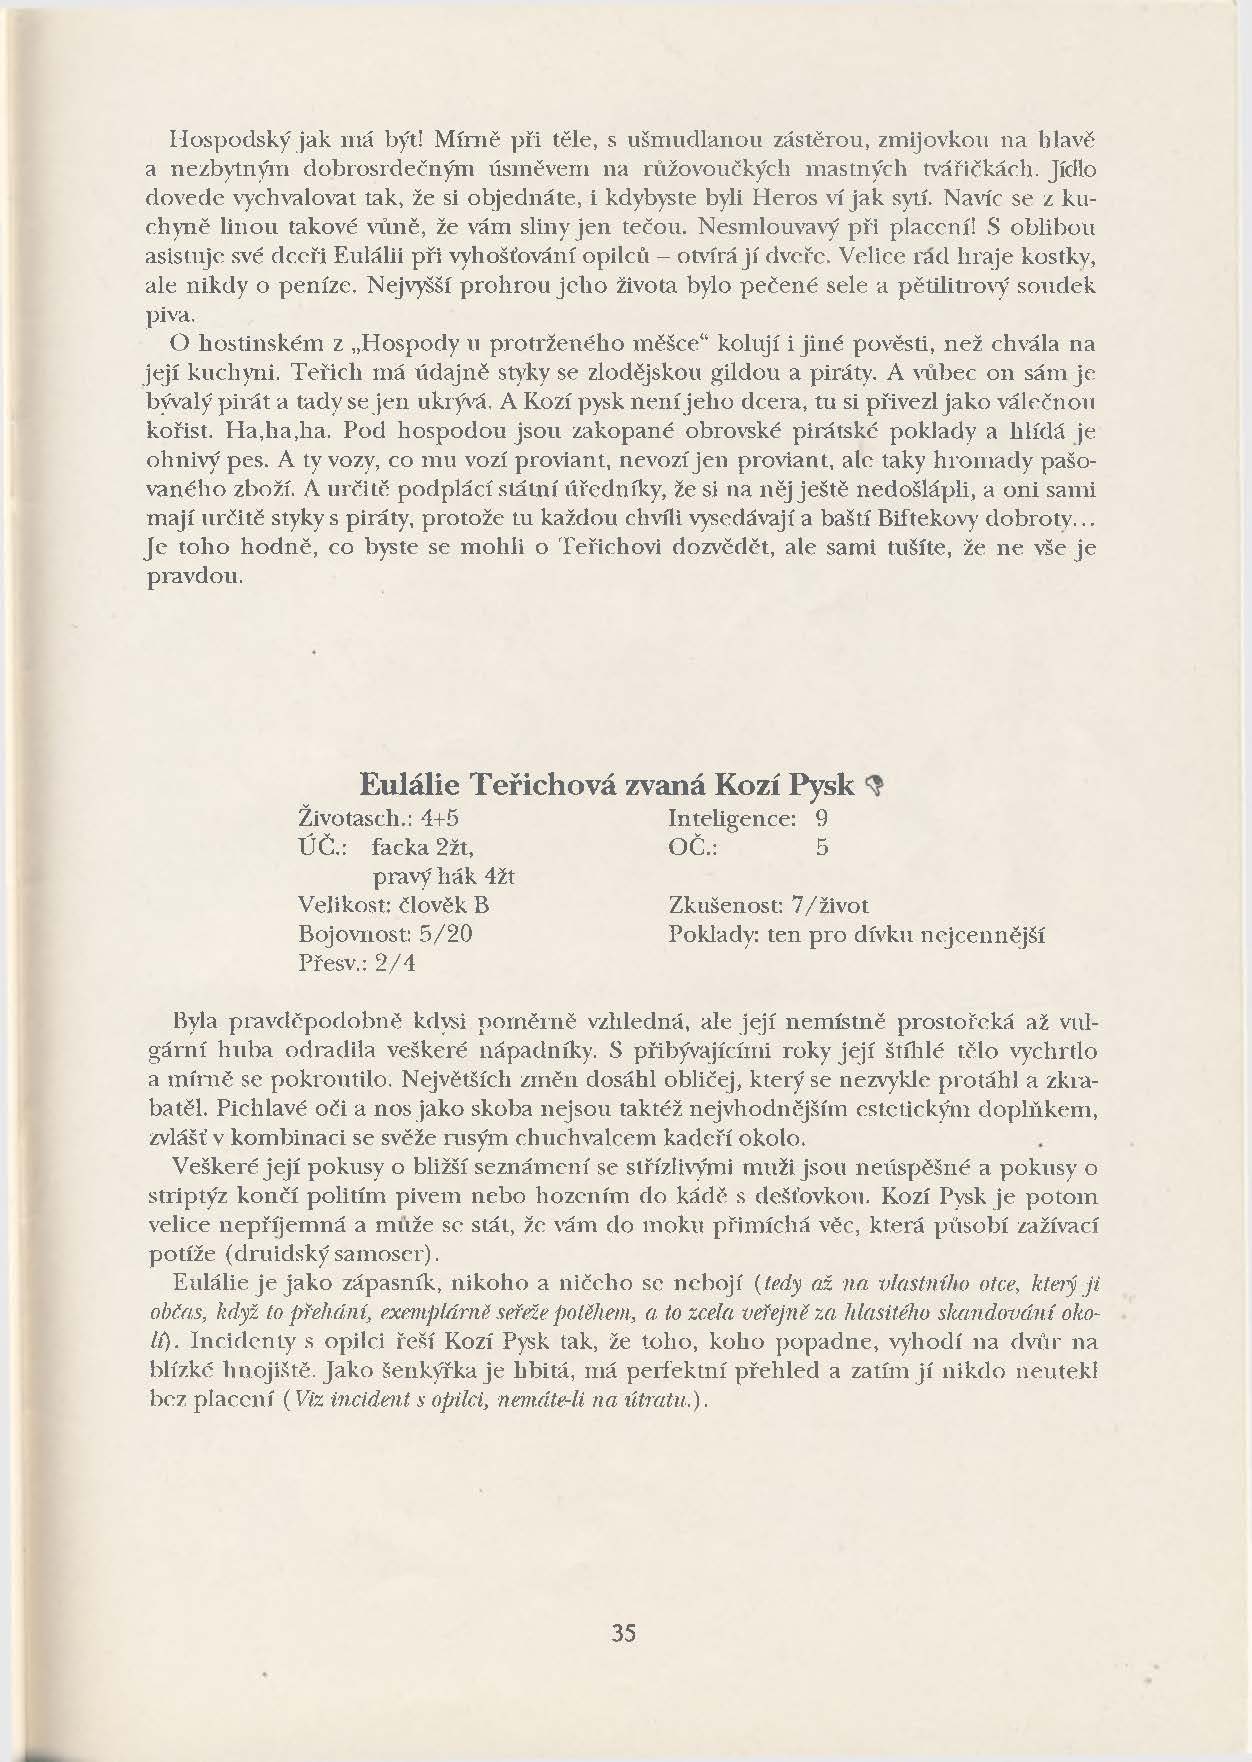 Hospodský jak má být! Mírně při těle, s ušmudlanou zástěrou, zmijovkou na hlavě
a nezbytným dobrosrdečným úsměvem na růžovoučkých mastných tvářičkách. Jídlo
dovede vychvalovat tak, že si objednáte, i kdybyste byli Heros ví jak sytí. Navíc se z ku-
chyně linou takové vůně, že vám sliny jen tečou. Nesmlouvavý při placení! S oblibou
asistuje své dceři Eulálii při vyhošťování opilců – otvírá jí dveře. Velice rád hraje kostky,
ale nikdy o peníze. Nejvyšší prohrou jeho života bylo pečené sele a pětilitrový soudek
piva.
O hostinském z „Hospody u protrženého měšce“ kolují i jiné pověsti, než chvála na
její kuchyni. Teřich má údajně styky se zlodějskou gildou a piráty. A vůbec on sám je
bývalý pirát a tady se jen ukrývá. A Kozí pysk není jeho dcera, tu si přivezl jako válečnou
kořist. Ha,ha,ha. Pod hospodou jsou zakopané obrovské pirátské poklady a hlídá je
ohnivý pes. A ty vozy, co mu vozí proviant, nevozí jen proviant, ale taky hromady pašo-
vaného zboží. A určitě podplácí státní úředníky, že si na něj ještě nedošlápli, a oni sami
mají určitě styky s piráty, protože tu každou chvíli vysedávají a baští Biftekovy dobroty...
Je toho hodně, co byste se mohli o Teřichovi dozvědět, ale sami tušíte, že ne vše je
pravdou.
Eulálie Teřichová zvaná Kozí Pysk
Životasch.: 4+5 Inteligence: 9
ÚČ.: facka 2žt, OČ.: 5
pravý hák 4žt
Velikost: člověk B Zkušenost: 7/život
Bojovnost: 5/20 Poklady: ten pro dívku nejcennější
Přesv.: 2/4
Byla pravděpodobně kdysi poměrně vzhledná, ale její nemístně prostořeká až vul-
gární huba odradila veškeré nápadníky. S přibývajícími roky její štíhlé tělo vychrtlo
a mírně se pokroutilo. Největších změn dosáhl obličej, který se nezvykle protáhl a zkra-
batěl. Pichlavé oči a nos jako skoba nejsou taktéž nejvhodnějším estetickým doplňkem,
zvlášť v kombinaci se svěže rusým chuchvalcem kadeří okolo.
Veškeré její pokusy o bližší seznámení se střízlivými muži jsou neúspěšné a pokusy o
striptýz končí politím pivem nebo hozením do kádě s dešťovkou. Kozí Pysk je potom
velice nepříjemná a může se stát, že vám do moku přimíchá věc, která působí zažívací
potíže (druidský samoser).
Eulálie je jako zápasník, nikoho a ničeho se nebojí (tedy až na vlastního otce, který ji
občas, když to přehání, exemplárně seřeže potěhem, a to zcela veřejně za hlasitého skandování oko-
lí). Incidenty s opilci řeší Kozí Pysk tak, že toho, koho popadne, vyhodí na dvůr na
blízké hnojiště. Jako šenkýřka je hbitá, má perfektní přehled a zatím jí nikdo neutekl
bez placení (Viz incident s opilci, nemáte-li na útratu.).
35